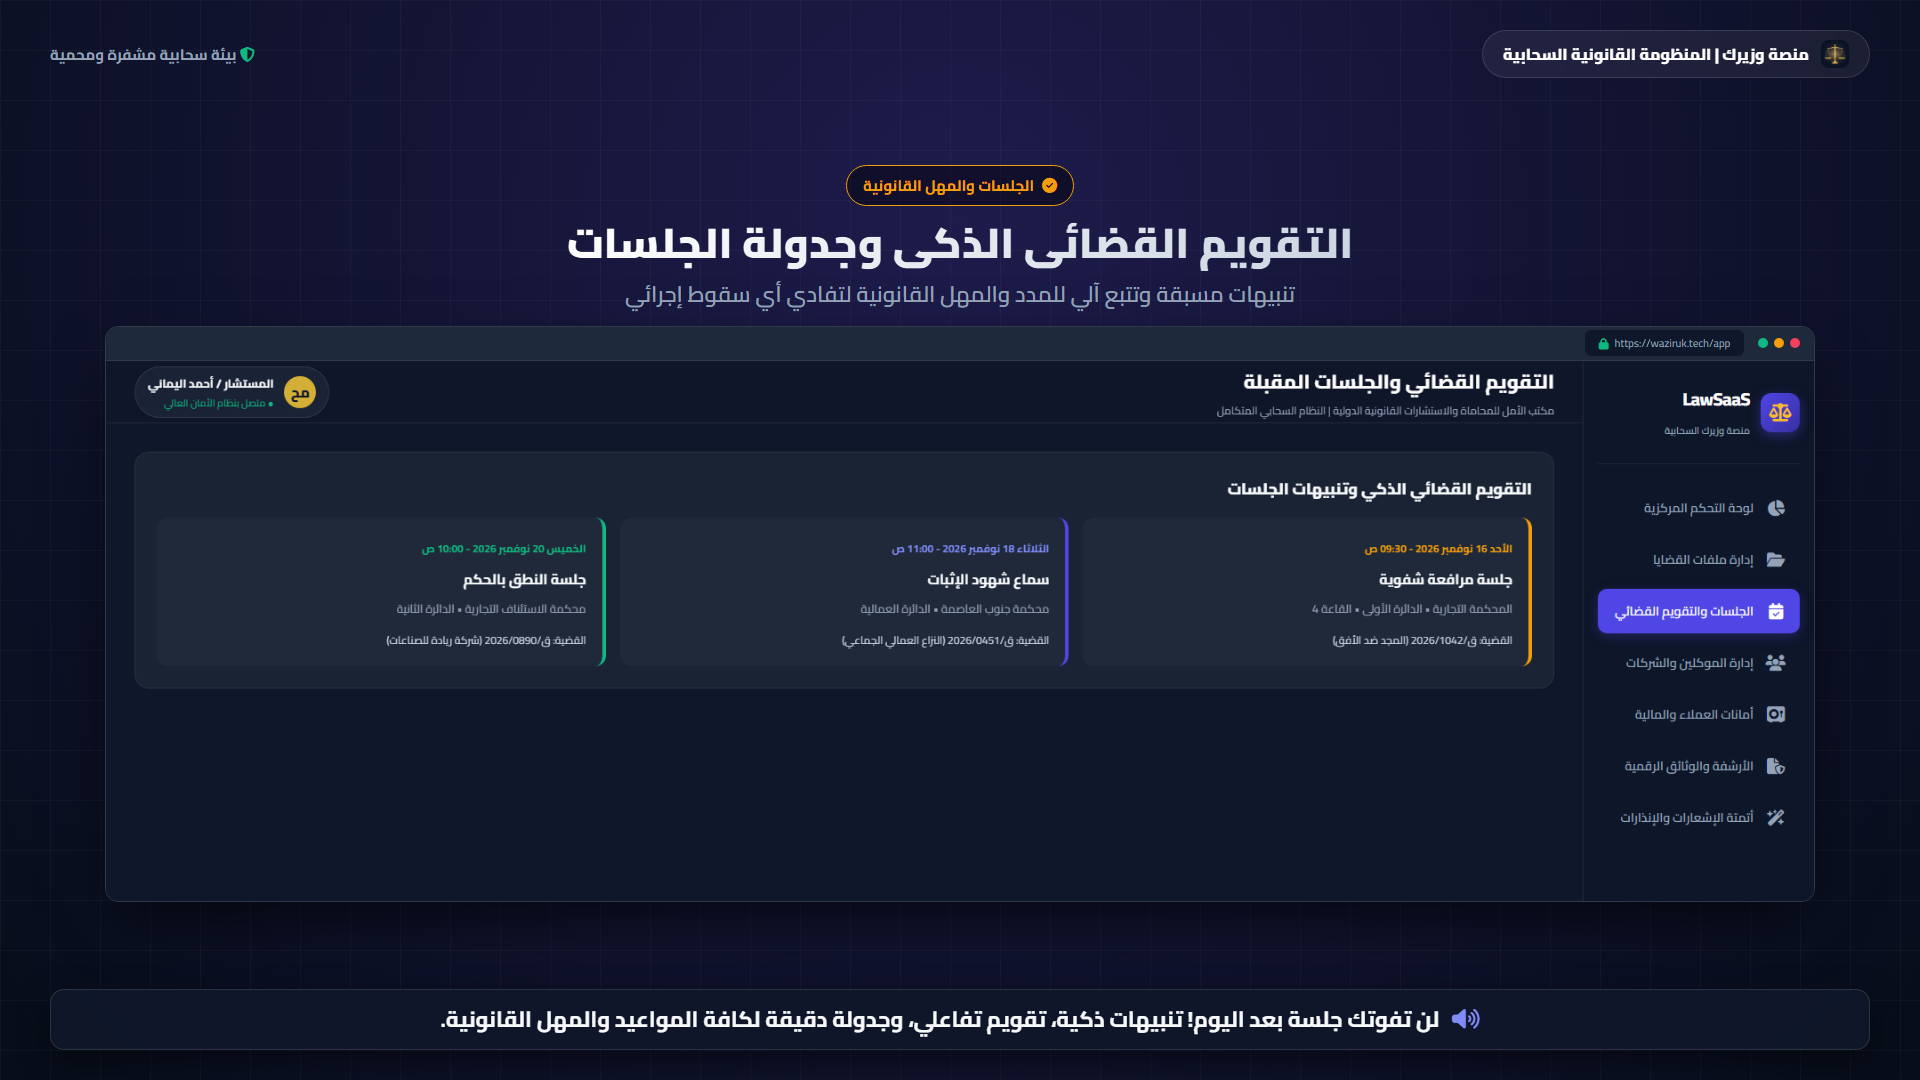 منصة وزيرك | المنظومة القانونية السحابية
بيئة سحابية مشفرة ومحمية
الجلسات والمهل القانونية
التقويم القضائى الذكى وجدولة الجلسات
تنبيهات مسبقة وتتبع آلي للمدد والمهل القانونية لتفادي أي سقوط إجرائي
https://waziruk.tech/app
LawSaaS
منصة وزيرك السحابية
لوحة التحكم المركزية
إدارة ملفات القضايا
الجلسات والتقويم القضائي
إدارة الموكلين والشركات
أمانات العملاء والمالية
الأرشفة والوثائق الرقمية
أتمتة الإشعارات والإنذارات
التقويم القضائي والجلسات المقبلة
مكتب الأمل للمحاماة والاستشارات القانونية الدولية | النظام السحابي المتكامل
مح
المستشار / أحمد اليماني
● متصل بنظام الأمان العالي
التقويم القضائي الذكي وتنبيهات الجلسات
الأحد 16 نوفمبر 2026 - 09:30 ص
جلسة مرافعة شفوية
المحكمة التجارية • الدائرة الأولى • القاعة 4
القضية: ق/2026/1042 (المجد ضد الأفق)
الثلاثاء 18 نوفمبر 2026 - 11:00 ص
سماع شهود الإثبات
محكمة جنوب العاصمة • الدائرة العمالية
القضية: ق/2026/0451 (النزاع العمالي الجماعي)
الخميس 20 نوفمبر 2026 - 10:00 ص
جلسة النطق بالحكم
محكمة الاستئناف التجارية • الدائرة الثانية
القضية: ق/2026/0890 (شركة ريادة للصناعات)
لن تفوتك جلسة بعد اليوم! تنبيهات ذكية، تقويم تفاعلي، وجدولة دقيقة لكافة المواعيد والمهل القانونية.